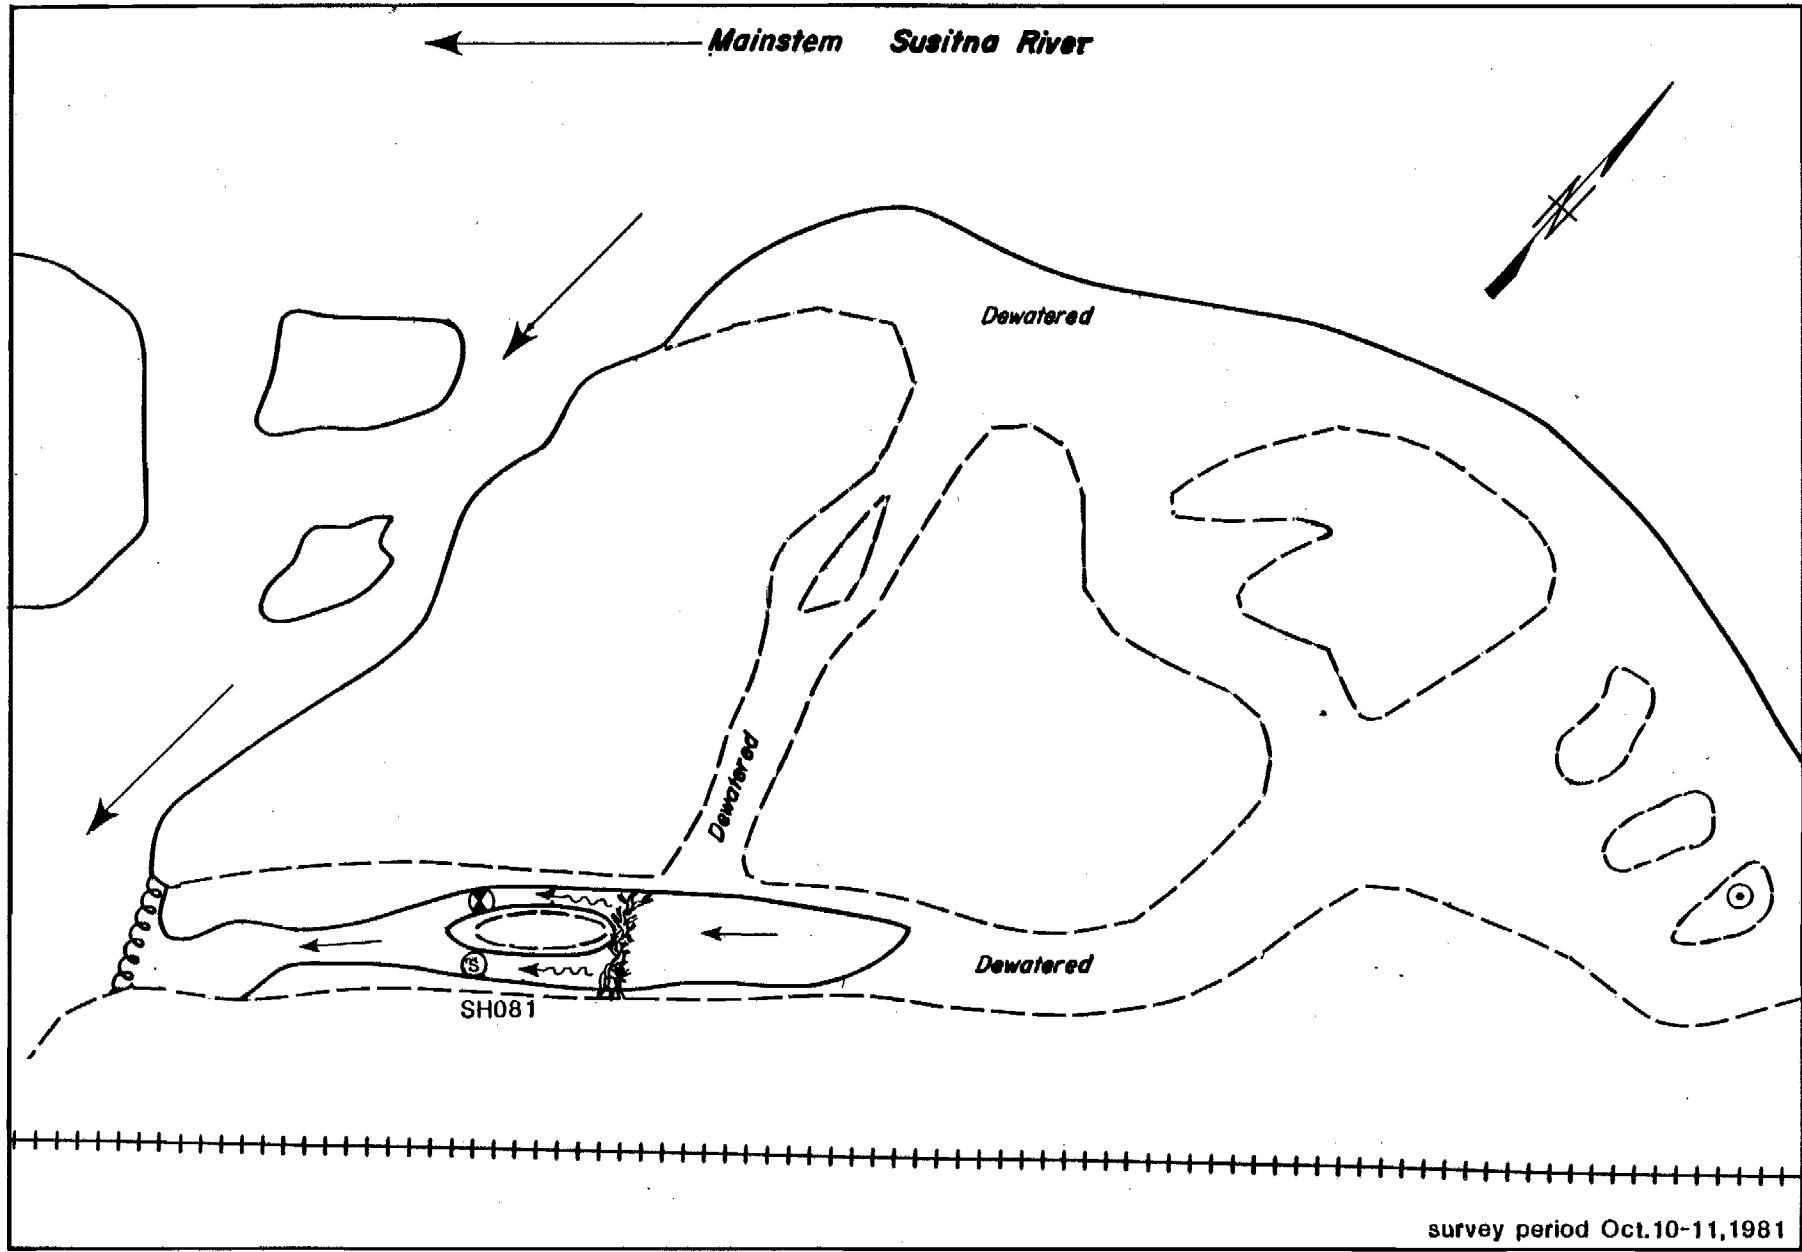 Mainstem Susitna River
N
Dewatered
Dewatered
Dewatered
S
SH081
survey period Oct.10-11,1981